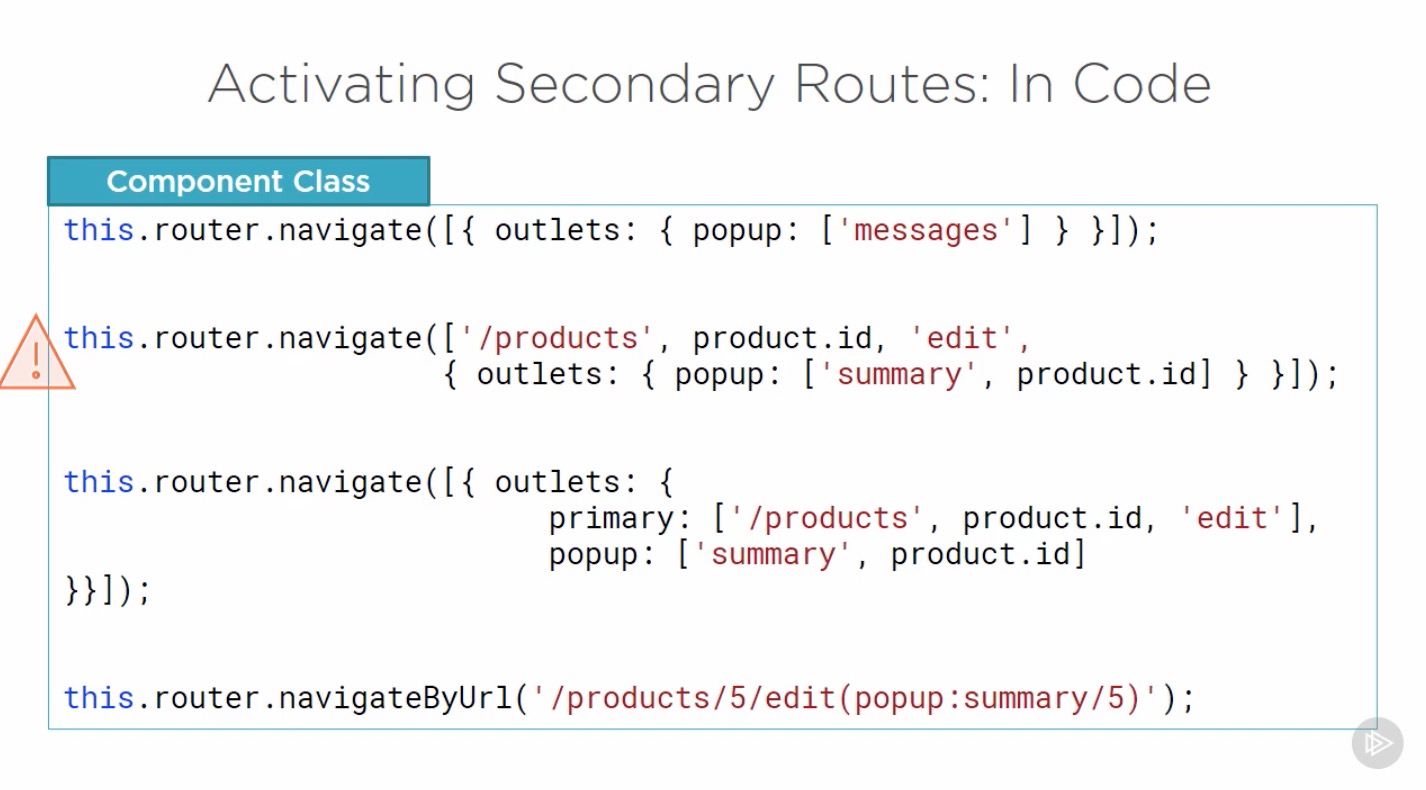 Activating Secondary Routes: In Code
Component Class
this.router.navigate([{ outlets: { popup: ['messages'] } }]);
this.router.navigate(['/products', product.id, 'edit',
{ outlets: { popup: ['summary', product.id] } }]);
this.router.navigate([{ outlets: {
primary: ['/products', product.id, 'edit'],
popup: ['summary', product.id]
}}]);
this.router.navigateByUrl('/products/5/edit(popup:summary/5)');